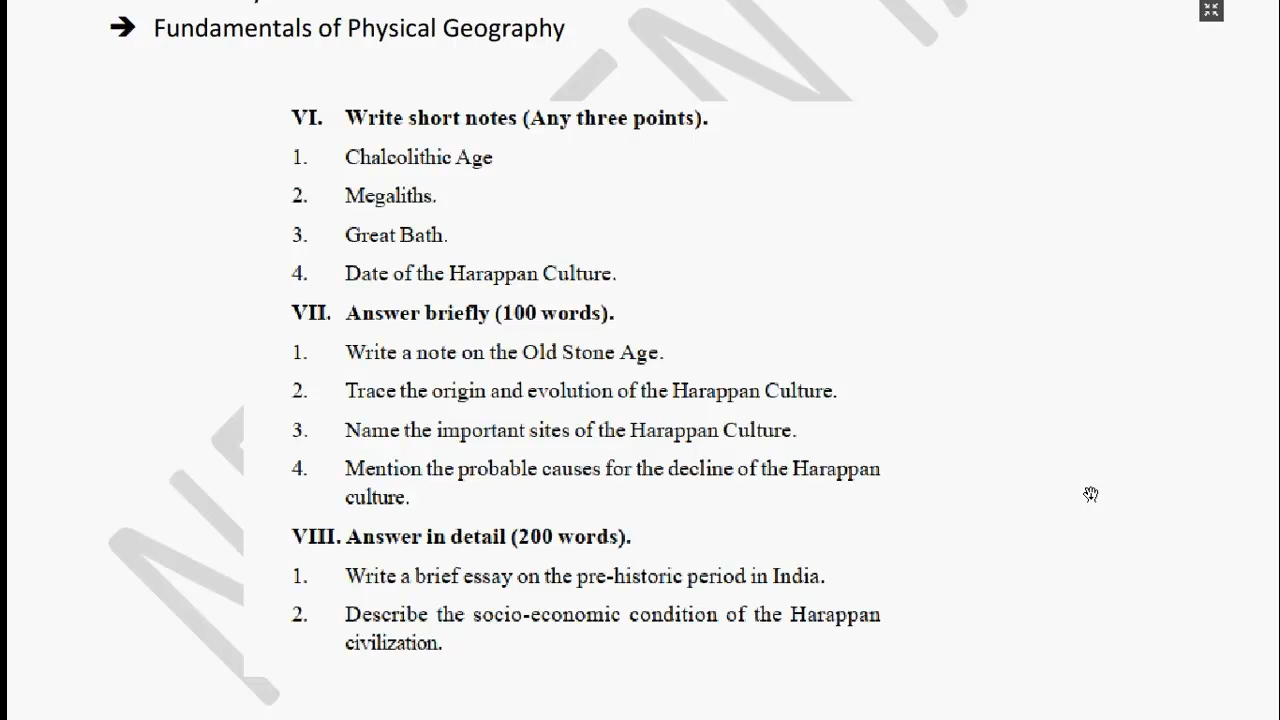 ➔ Fundamentals of Physical Geography
VI. Write short notes (Any three points).
1. Chalcolithic Age
2. Megaliths.
3. Great Bath.
4. Date of the Harappan Culture.
VII. Answer briefly (100 words).
1. Write a note on the Old Stone Age.
2. Trace the origin and evolution of the Harappan Culture.
3. Name the important sites of the Harappan Culture.
4. Mention the probable causes for the decline of the Harappan
culture.
VIII. Answer in detail (200 words).
1. Write a brief essay on the pre-historic period in India.
2. Describe the socio-economic condition of the Harappan
civilization.